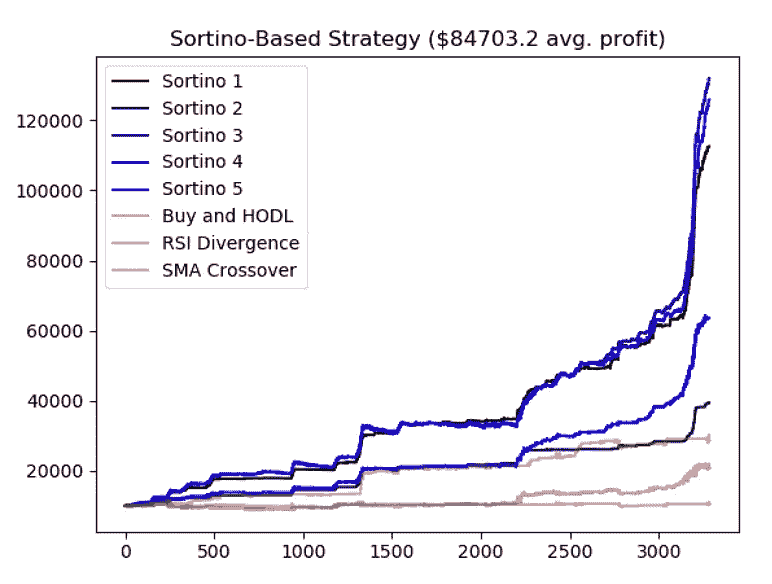 Sortino-Based Strategy ($84703.2 avg. profit)
Sortino 1
Sortino 2
Sortino 3
Sortino 4
Sortino 5
Buy and HODL
RSI Divergence
SMA Crossover
120000
100000
80000
60000
40000
20000
0 500 1000 1500 2000 2500 3000